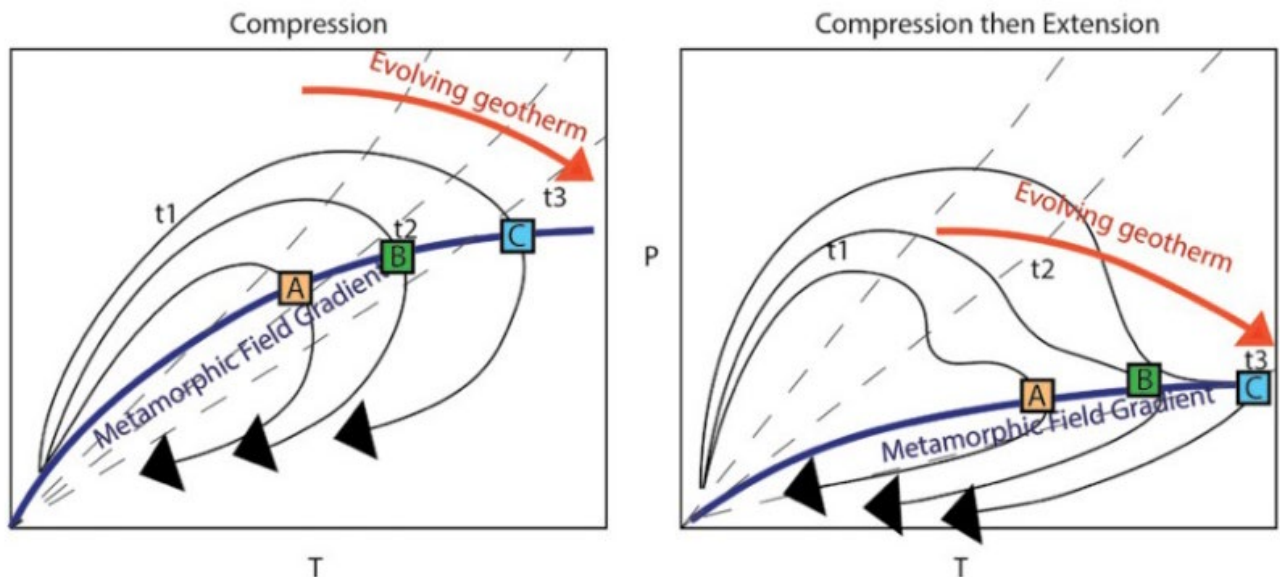 Compression
Evolving geotherm
t1
t2
t3
A
B
C
Metamorphic Field Gradient
T
Compression then Extension
P
Evolving geotherm
t1
t2
t3
A
B
C
Metamorphic Field Gradient
T